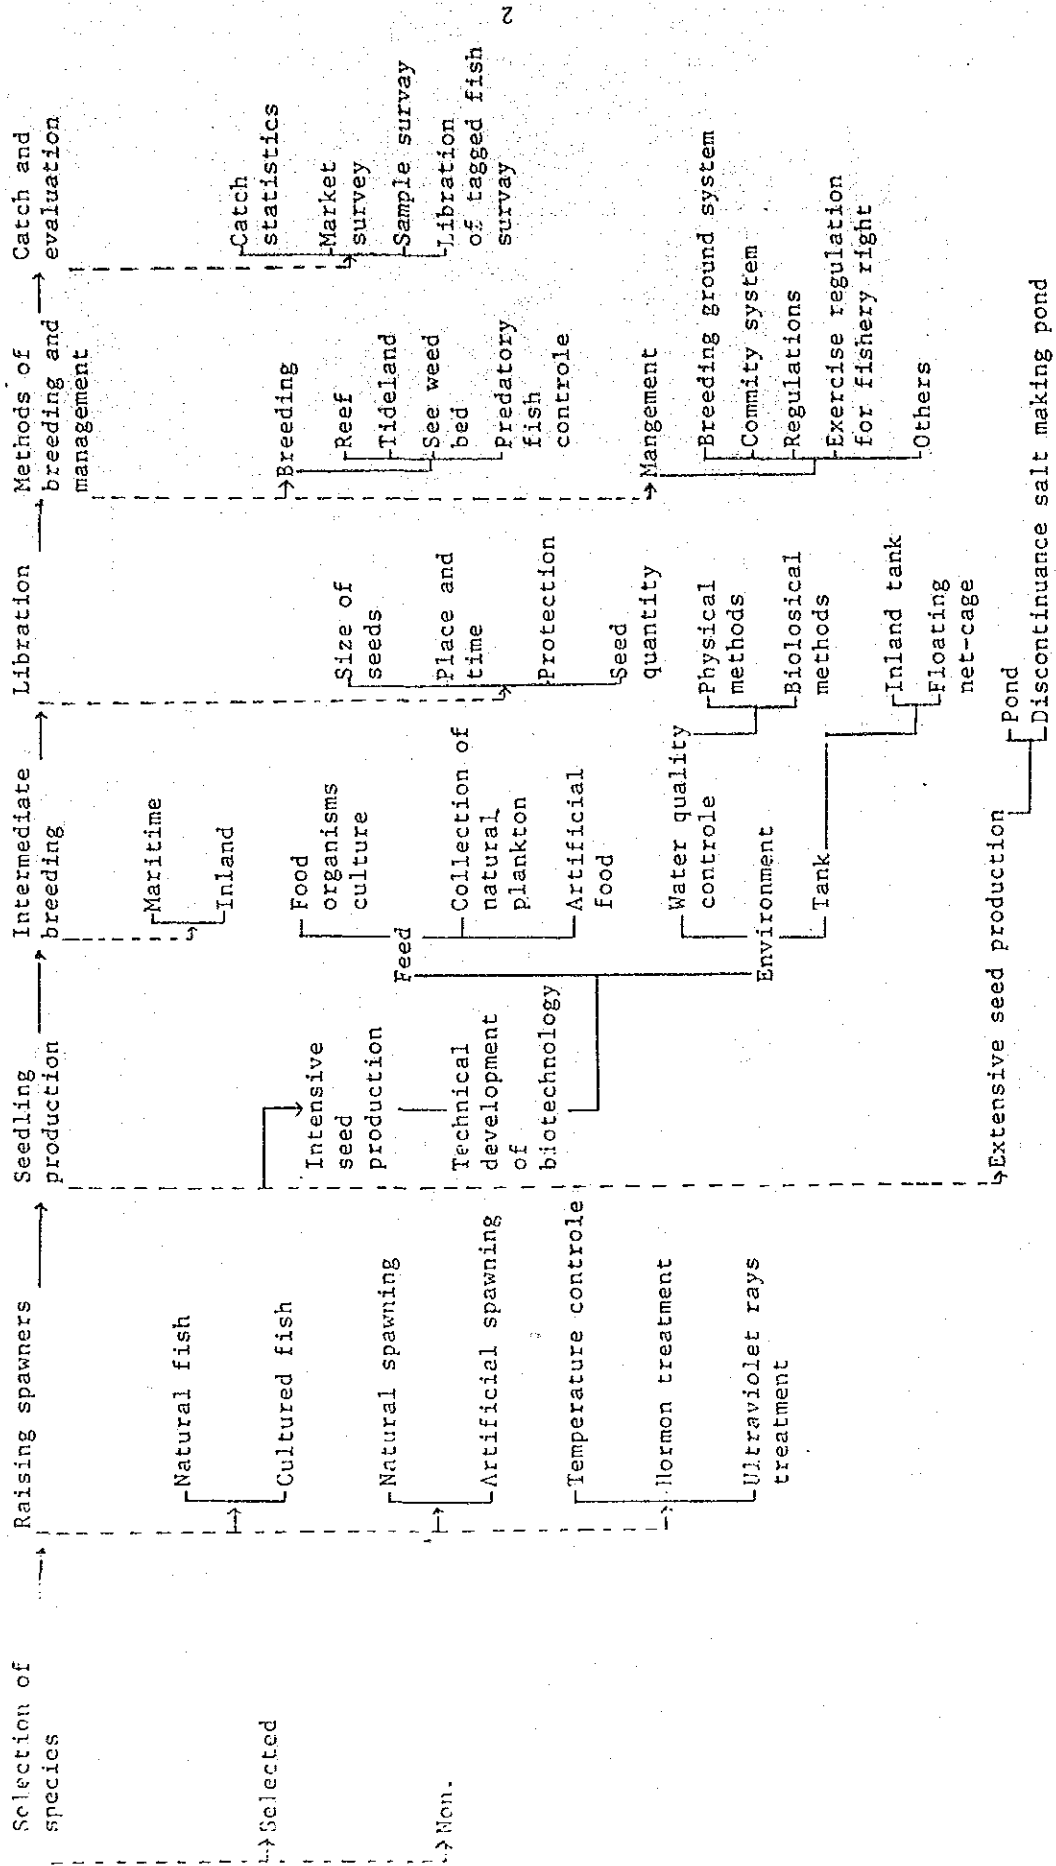 Selection of
species
Selected
Non.
Raising spawners
Natural fish
Cultured fish
Natural spawning
Artificial spawning
Temperature controle
Hormon treatment
Ultraviolet rays
treatment
Seedling
production
Intensive
seed
production
Technical
development
of
biotechnology
Feed
Food
organisms
culture
Collection of
natural
plankton
Artificial
food
Environment
Water quality
controle
Physical
methods
Biolosical
methods
Tank
Inland tank
Floating
net-cage
Extensive seed production
Pond
Discontinuance salt making pond
Intermediate
breeding
Maritime
Inland
Libration
Size of
seeds
Place and
time
Protection
Seed
quantity
Methods of
breeding and
management
Breeding
Reef
Tideland
See weed
bed
Predatory
fish
controle
Mangement
Breeding ground system
Commity system
Regulations
Exercise regulation
for fishery right
Others
Catch and
evaluation
Catch
statistics
Market
survey
Sample survay
Libration
of tagged fish
survay
2